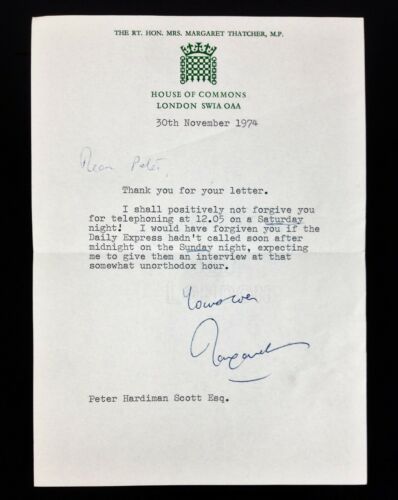 THE RT. HON. MRS. MARGARET THATCHER, M.P.
HOUSE OF COMMONS
LONDON SW1A OAA
30th November 1974
Dear Peter,
Thank you for your letter.
I shall positively not forgive you
for telephoning at 12.05 on a Saturday
night! I would have forgiven you if the
Daily Express hadn't called soon after
midnight on the Sunday night, expecting
me to give them an interview at that
somewhat unorthodox hour.
Yours ever
Margaret
Peter Hardiman Scott Esq.